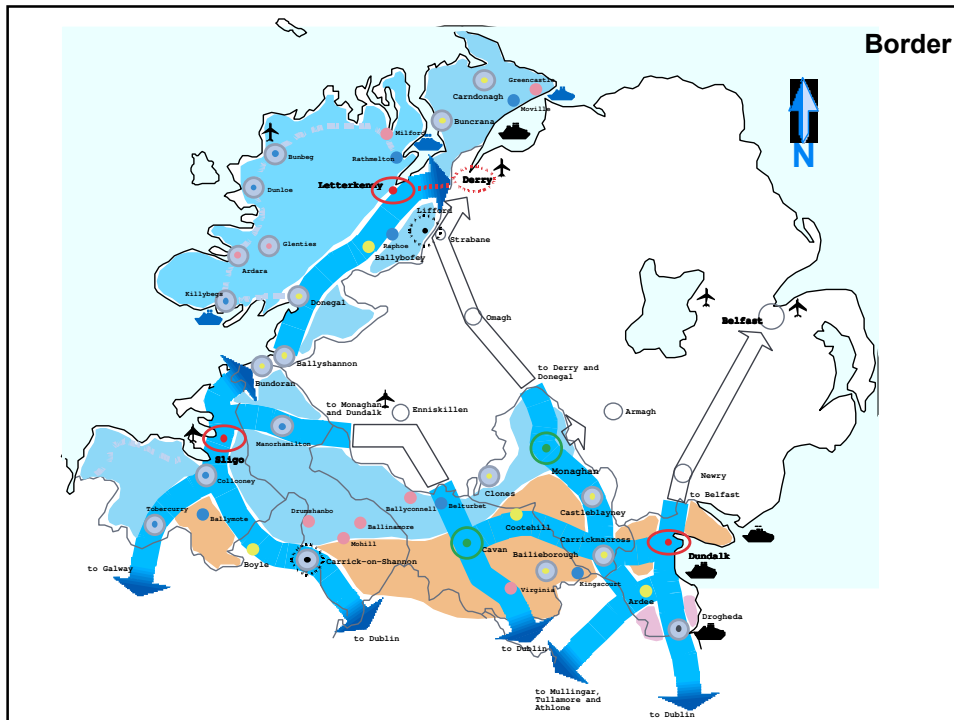 Border
Greencastle
Carndonagh
Moville
Buncrana
Milford
Bunbeg
Rathmelton
Letterkenny
Derry
N
Dunloe
Lifford
Strabane
Glenties
Raphoe
Ballybofey
Ardara
Killybegs
Donegal
Omagh
Belfast
Ballyshannon
to Derry and
Donegal
Bundoran
to Monaghan
and Dundalk
Enniskillen
Armagh
Manorhamilton
Sligo
Monaghan
Newry
Collooney
Clones
to Belfast
Tobercurry
Drumshanbo
Ballyconnell
Belturbet
Castleblayney
Ballymote
Ballinamore
Cootehill
Carrickmacross
Mohill
Cavan
Bailieborough
Dundalk
to Galway
Boyle
Carrick-on-Shannon
Virginia
Kingscourt
Ardee
Drogheda
to Dublin
to Dublin
to Mullingar,
Tullamore and
Athlone
to Dublin